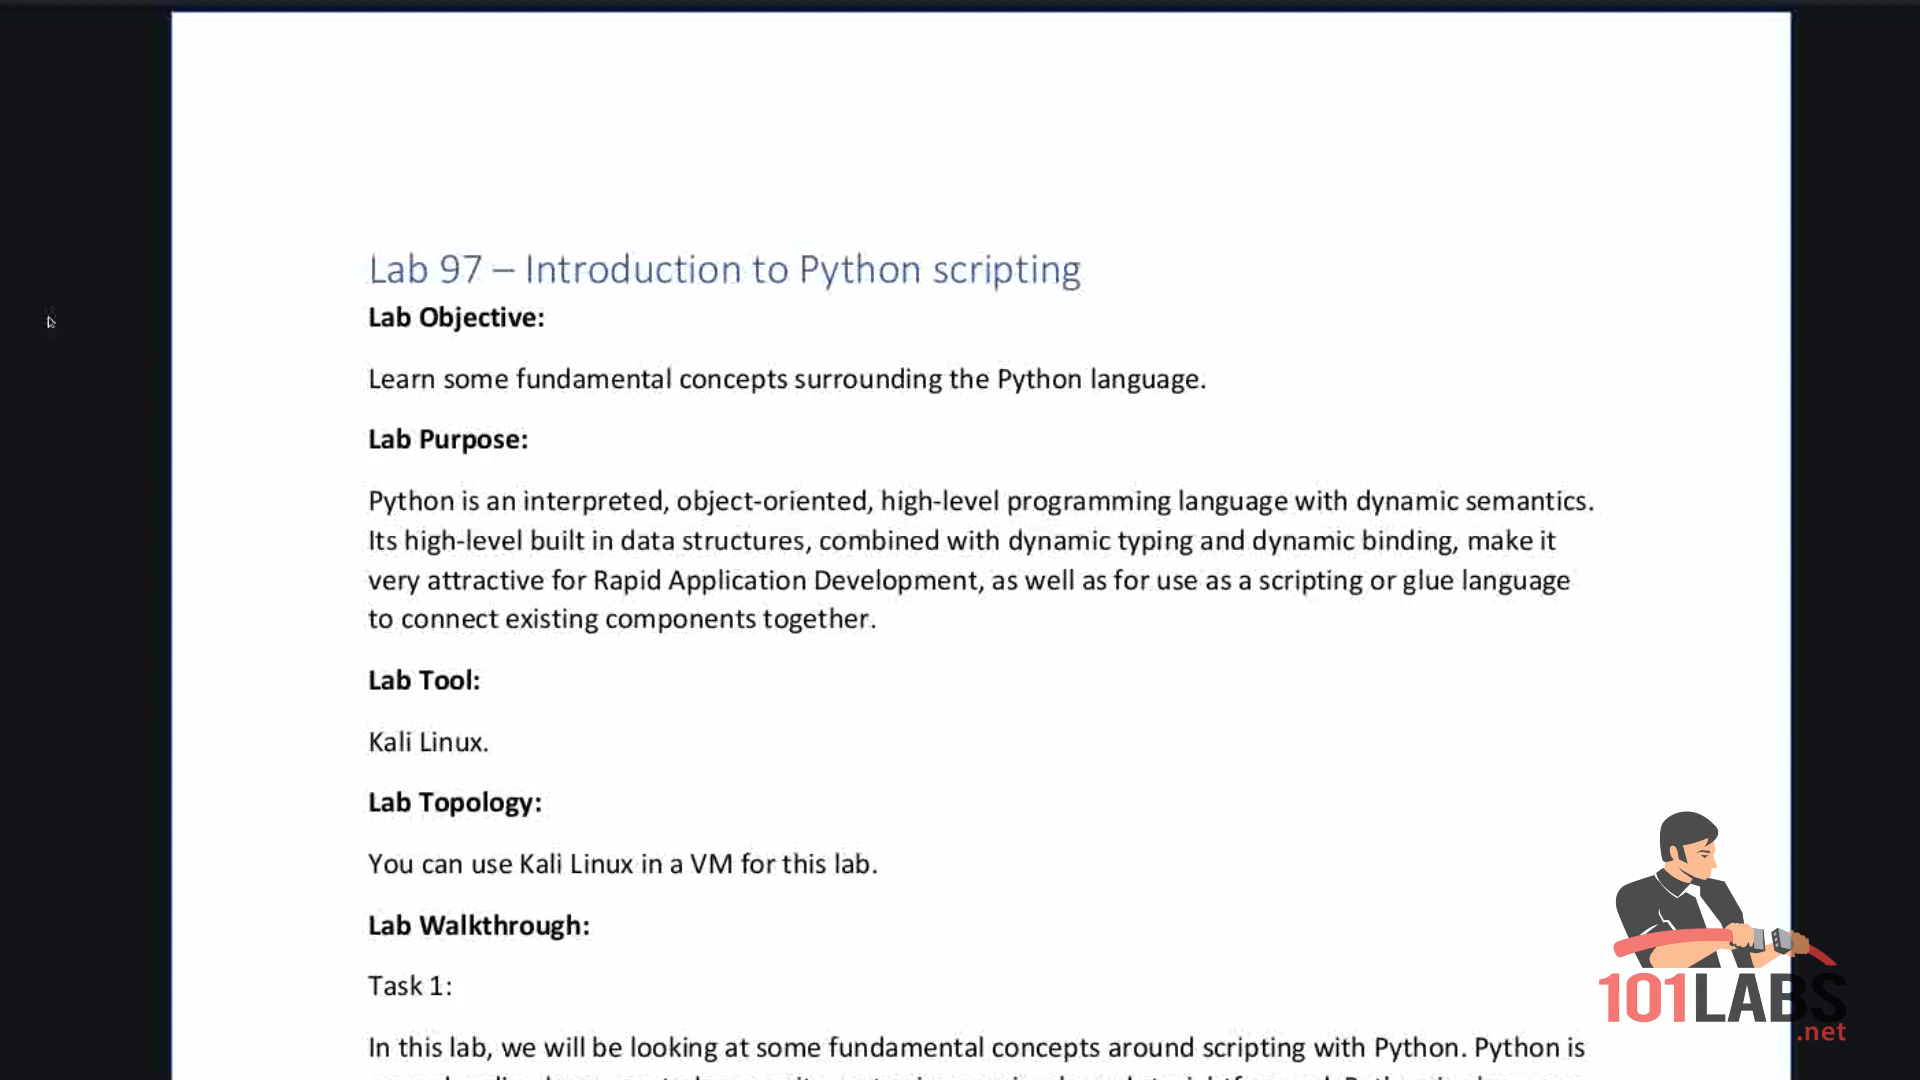 Lab 97 – Introduction to Python scripting
Lab Objective:
Learn some fundamental concepts surrounding the Python language.
Lab Purpose:
Python is an interpreted, object-oriented, high-level programming language with dynamic semantics.
Its high-level built in data structures, combined with dynamic typing and dynamic binding, make it
very attractive for Rapid Application Development, as well as for use as a scripting or glue language
to connect existing components together.
Lab Tool:
Kali Linux.
Lab Topology:
You can use Kali Linux in a VM for this lab.
Lab Walkthrough:
Task 1:
In this lab, we will be looking at some fundamental concepts around scripting with Python. Python is
101LABS
.net